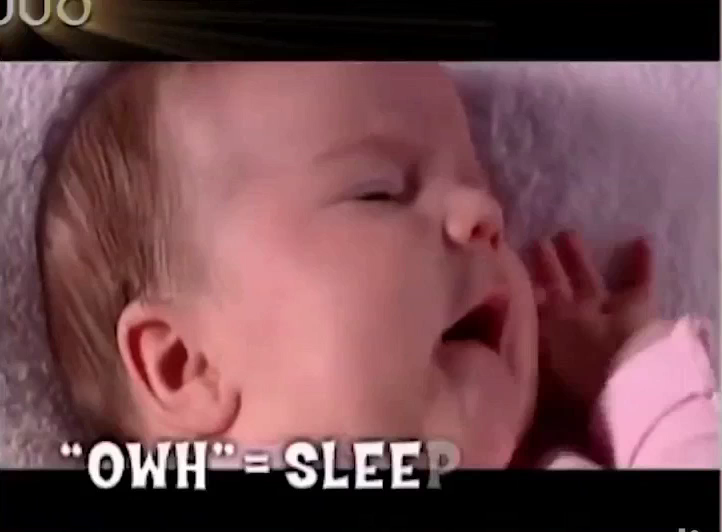 "OWH" = SLEEP